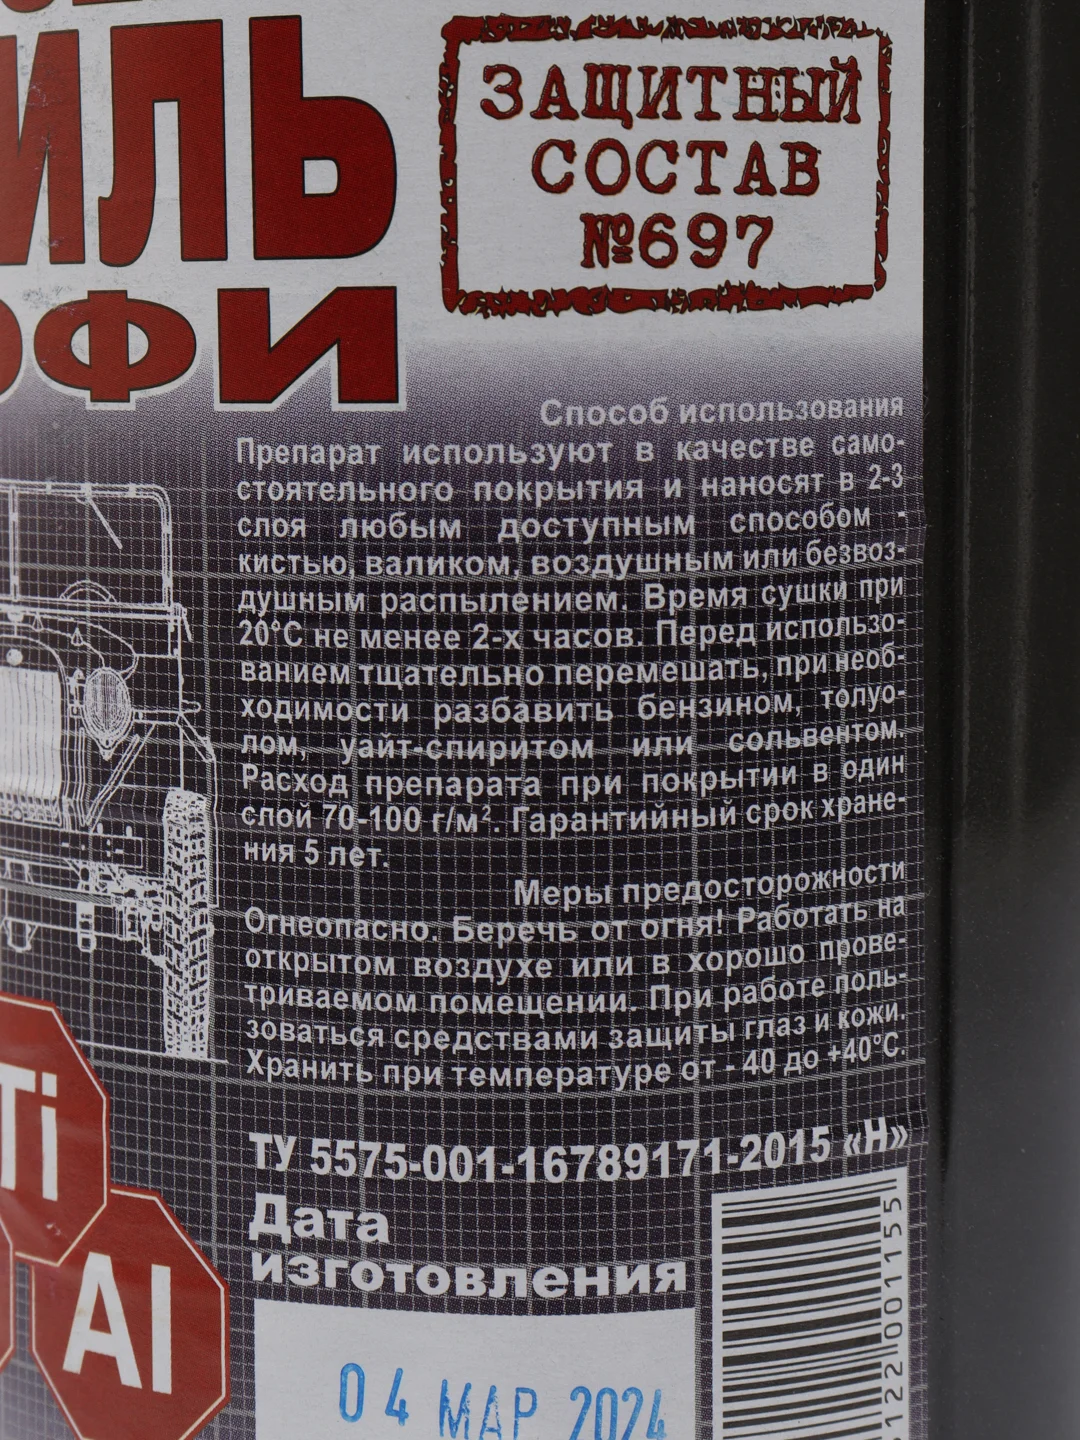 ЗАЩИТНЫЙ
СОСТАВ
№697
Способ использования
Препарат используют в качестве само-
стоятельного покрытия и наносят в 2-3
слоя любым доступным способом -
кистью, валиком, воздушным или безвоз-
душным распылением. Время сушки при
20°С не менее 2-х часов. Перед использо-
ванием тщательно перемешать, при необ-
ходимости разбавить бензином, толуо-
лом, уайт-спиритом или сольвентом.
Расход препарата при покрытии в один
слой 70-100 г/м². Гарантийный срок хране-
ния 5 лет.
Меры предосторожности
Огнеопасно. Беречь от огня! Работать на
открытом воздухе или в хорошо прове-
триваемом помещении. При работе поль-
зоваться средствами защиты глаз и кожи.
Хранить при температуре от - 40 до +40°С.
ТУ 5575-001-16789171-2015 «Н»
Дата
изготовления
04 МАР 2024
Ti
Al